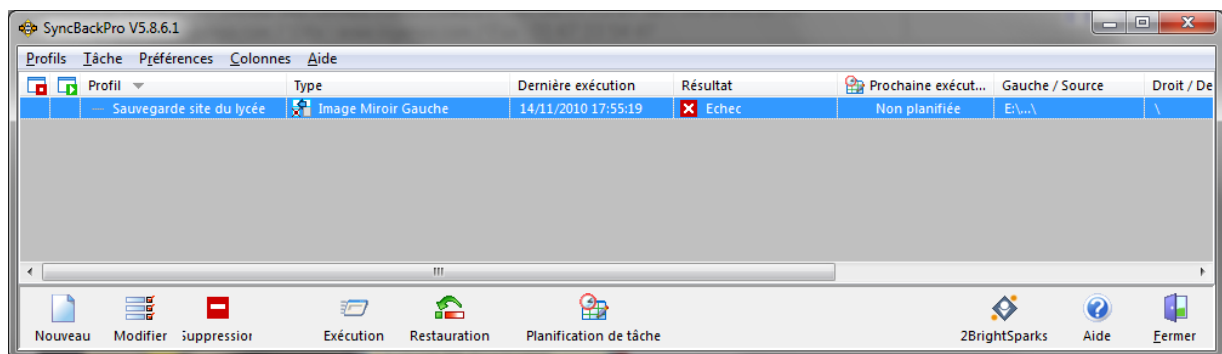 SyncBackPro V5.8.6.1
Profils Tâche Préférences Colonnes Aide
Profil Type Dernière exécution Résultat Prochaine exécut... Gauche / Source Droit / De
Sauvegarde site du lycée Image Miroir Gauche 14/11/2010 17:55:19 Echec Non planifiée E:\...\ \
Nouveau Modifier Suppression Exécution Restauration Planification de tâche 2BrightSparks Aide Fermer